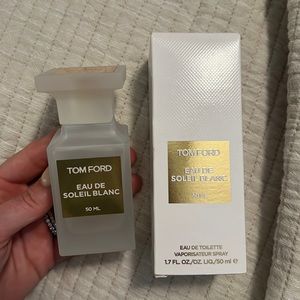 TOM FORD
EAU DE
SOLEIL BLANC
50 ML
TOM FORD
EAU DE
SOLEIL BLANC
EAU DE TOILETTE
VAPORISATEUR SPRAY
1.7 FL. OZ./OZ. LIQ./50 ml e